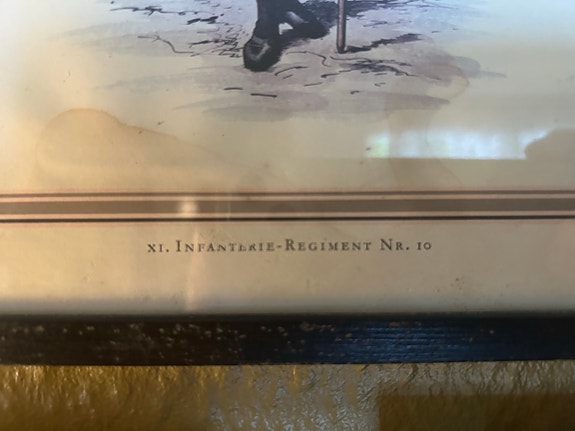 XI. INFANTERIE-REGIMENT NR. 10